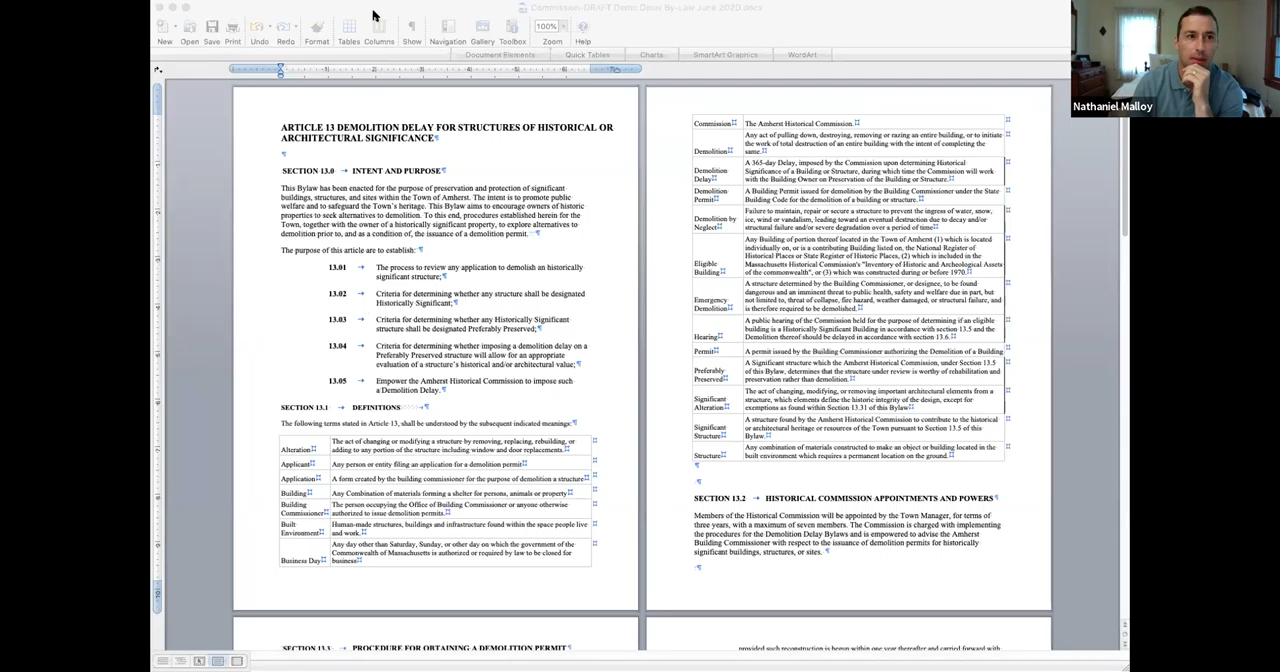 Commission-DRAFT Demo Delay By-Law June 2020.docx
New Open Save Print Undo Redo Format Tables Columns Show Navigation Gallery Toolbox Zoom Help
100%
Document Elements Quick Tables Charts SmartArt Graphics WordArt
Nathaniel Malloy
ARTICLE 13 DEMOLITION DELAY FOR STRUCTURES OF HISTORICAL OR
ARCHITECTURAL SIGNIFICANCE
SECTION 13.0 INTENT AND PURPOSE
This Bylaw has been enacted for the purpose of preservation and protection of significant
buildings, structures, and sites within the Town of Amherst. The intent is to promote public
welfare and to safeguard the Town's heritage. This Bylaw aims to encourage owners of historic
properties to seek alternatives to demolition. To this end, procedures established herein for the
Town, together with the owner of a historically significant property, to explore alternatives to
demolition prior to, and as a condition of, the issuance of a demolition permit.
The purpose of this article are to establish:
13.01 The process to review any application to demolish an historically
significant structure;
13.02 Criteria for determining whether any structure shall be designated
Historically Significant;
13.03 Criteria for determining whether any Historically Significant
structure shall be designated Preferably Preserved;
13.04 Criteria for determining whether imposing a demolition delay on a
Preferably Preserved structure will allow for an appropriate
evaluation of a structure's historical and/or architectural value;
13.05 Empower the Amherst Historical Commission to impose such
a Demolition Delay.
SECTION 13.1 DEFINITIONS
The following terms stated in Article 13, shall be understood by the subsequent indicated meanings:
The act of changing or modifying a structure by removing, replacing, rebuilding, or
Alteration adding to any portion of the structure including window and door replacements.
Applicant Any person or entity filing an application for a demolition permit
Application A form created by the building commissioner for the purpose of demolition a structure
Building Any Combination of materials forming a shelter for persons, animals or property
Building The person occupying the Office of Building Commissioner or anyone otherwise
Commissioner authorized to issue demolition permits.
Built Human-made structures, buildings and infrastructure found within the space people live
Environment and work.
Any day other than Saturday, Sunday, or other day on which the government of the
Commonwealth of Massachusetts is authorized or required by law to be closed for
Business Day business
Commission The Amherst Historical Commission.
Any act of pulling down, destroying, removing or razing an entire building, or to initiate
the work of total destruction of an entire building with the intent of completing the
Demolition same.
A 365-day Delay, imposed by the Commission upon determining Historical
Demolition Significance of a Building or Structure, during which time the Commission will work
Delay with the Building Owner on Preservation of the Building or Structure.
Demolition A Building Permit issued for demolition by the Building Commissioner under the State
Permit Building Code for the demolition of a building or structure.
Failure to maintain, repair or secure a structure to prevent the ingress of water, snow,
Demolition by ice, wind or vandalism, leading toward an eventual destruction due to decay and/or
Neglect structural failure and/or severe degradation over a period of time
Any Building of portion thereof located in the Town of Amherst (1) which is located
individually on, or is a contributing Building listed on, the National Register of
Historical Places or State Register of Historic Places, (2) which is included in the
Eligible Massachusetts Historical Commission's "Inventory of Historic and Archeological Assets
Building of the commonwealth", or (3) which was constructed during or before 1970.
A structure determined by the Building Commissioner, or designee, to be found
dangerous and an imminent threat to public health, safety and welfare due in part, but
Emergency not limited to, threat of collapse, fire hazard, weather damaged, or structural failure, and
Demolition is therefore required to be demolished.
A public hearing of the Commission held for the purpose of determining if an eligible
building is a Historically Significant Building in accordance with section 13.5 and the
Hearing Demolition thereof should be delayed in accordance with section 13.6.
Permit A permit issued by the Building Commissioner authorizing the Demolition of a Building
A Significant structure which the Amherst Historical Commission, under Section 13.5
Preferably of this Bylaw, determines that the structure under review is worthy of rehabilitation and
Preserved preservation rather than demolition.
The act of changing, modifying, or removing important architectural elements from a
Significant structure, which elements define the historic integrity of the design, except for
Alteration exemptions as found within Section 13.31 of this Bylaw
A structure found by the Amherst Historical Commission to contribute to the historical
Significant or architectural heritage or resources of the Town pursuant to Section 13.5 of this
Structure Bylaw.
Any combination of materials constructed to make an object or building located in the
Structure built environment which requires a permanent location on the ground.
SECTION 13.2 HISTORICAL COMMISSION APPOINTMENTS AND POWERS
Members of the Historical Commission will be appointed by the Town Manager, for terms of
three years, with a maximum of seven members. The Commission is charged with implementing
the procedures for the Demolition Delay Bylaws and is empowered to advise the Amherst
Building Commissioner with respect to the issuance of demolition permits for historically
significant buildings, structures, or sites.
SECTION 13.3 PROCEDURE FOR OBTAINING A DEMOLITION PERMIT
provided such reconstruction is begun within one year thereafter and carried forward with